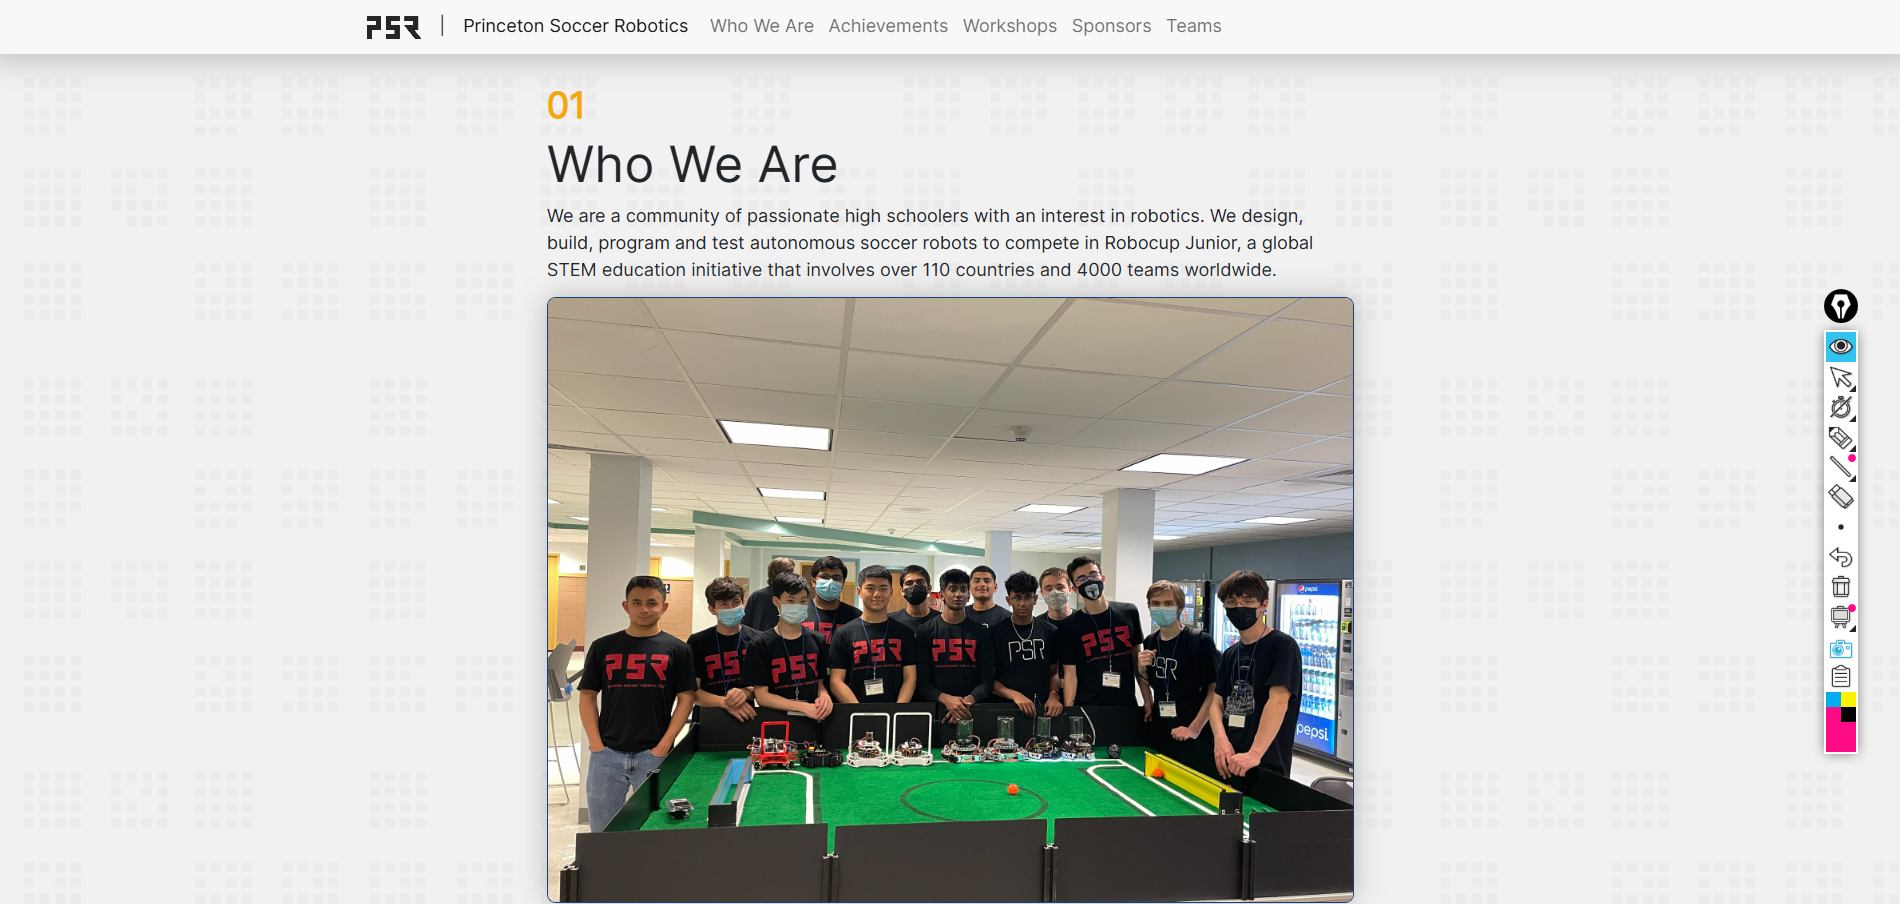 PSR | Princeton Soccer Robotics Who We Are Achievements Workshops Sponsors Teams
01
Who We Are
We are a community of passionate high schoolers with an interest in robotics. We design,
build, program and test autonomous soccer robots to compete in Robocup Junior, a global
STEM education initiative that involves over 110 countries and 4000 teams worldwide.
pepsi
PSR
PSR
PSR
PSR
PSR
PSR
PSR
PSR
pepsi